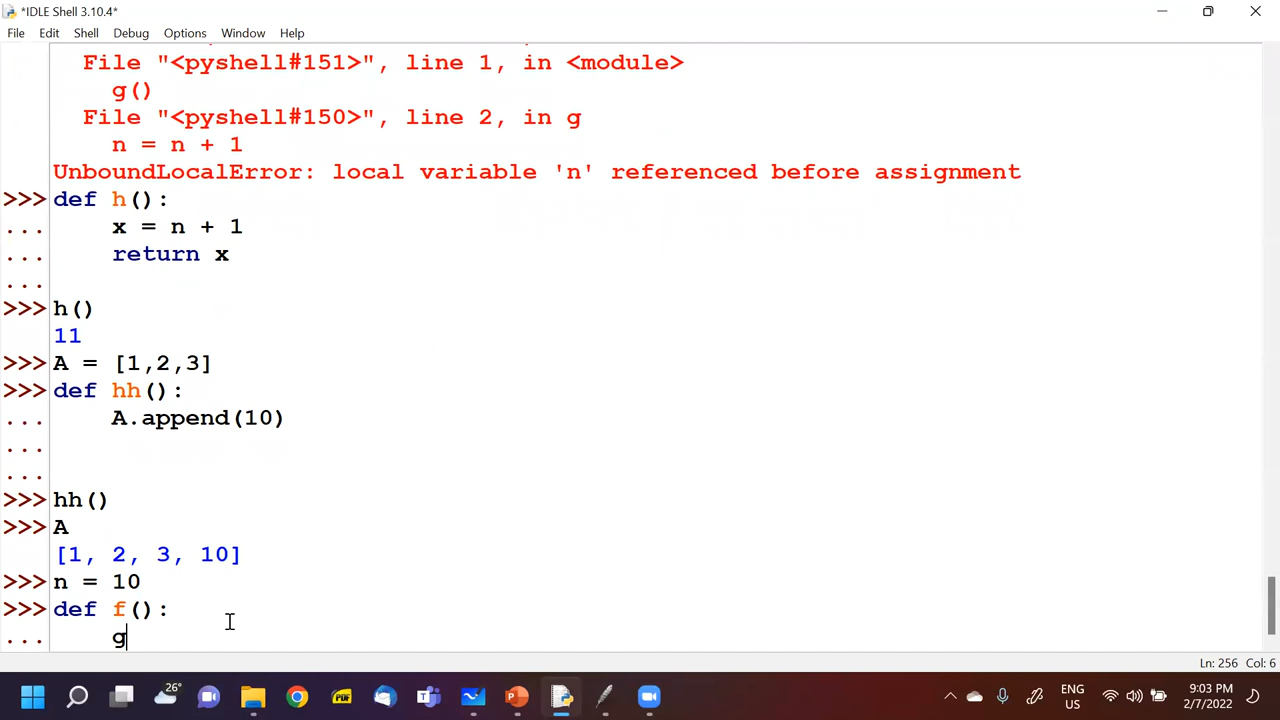 *IDLE Shell 3.10.4*
File Edit Shell Debug Options Window Help
File "<pyshell#151>", line 1, in <module>
g()
File "<pyshell#150>", line 2, in g
n = n + 1
UnboundLocalError: local variable 'n' referenced before assignment
>>> def h():
... x = n + 1
... return x
...
>>> h()
11
>>> A = [1,2,3]
>>> def hh():
... A.append(10)
...
...
>>> hh()
>>> A
[1, 2, 3, 10]
>>> n = 10
>>> def f():
... g
Ln: 256 Col: 6
26°
PDF
ENG
US
9:03 PM
2/7/2022